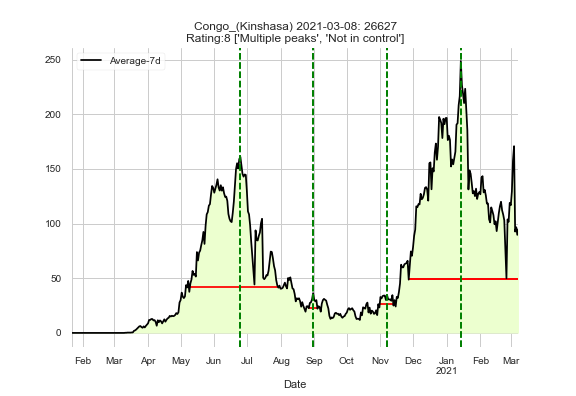 Congo_(Kinshasa) 2021-03-08: 26627
Rating:8 ['Multiple peaks', 'Not in control']
Average-7d
250
200
150
100
50
0
Feb Mar Apr May Jun Jul Aug Sep Oct Nov Dec Jan Feb Mar
2021
Date